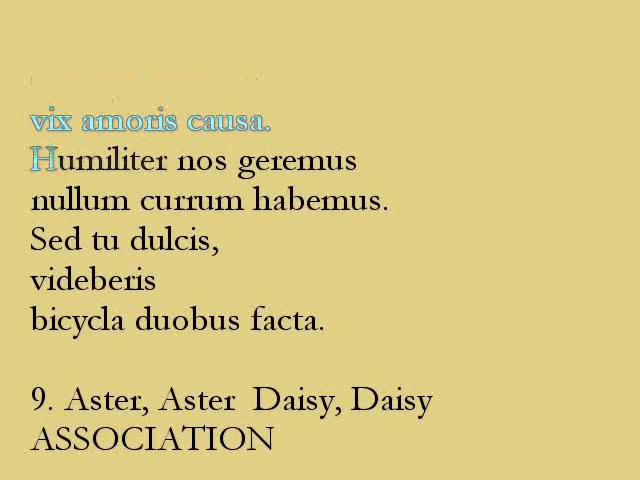 vix amoris causa.
Humiliter nos geremus
nullum currum habemus.
Sed tu dulcis,
videberis
bicycla duobus facta.
9. Aster, Aster Daisy, Daisy
ASSOCIATION